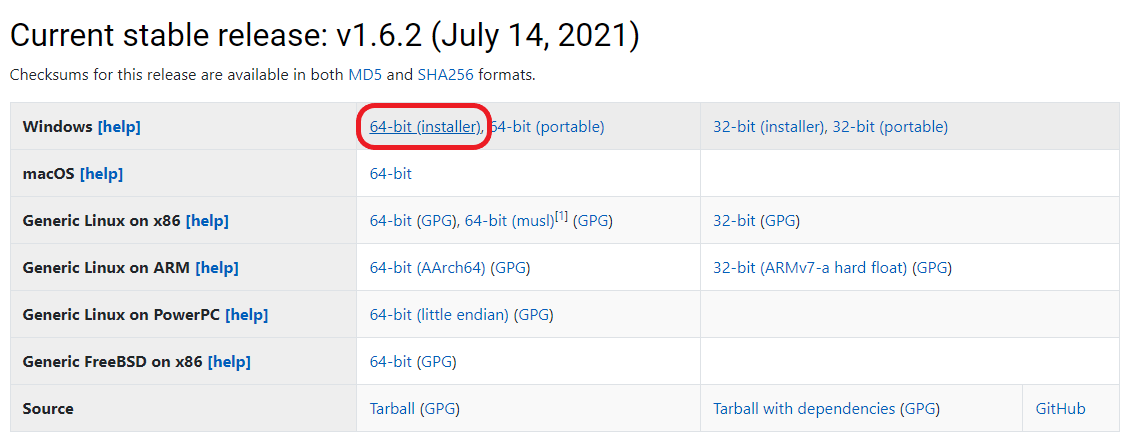 Current stable release: v1.6.2 (July 14, 2021)
Checksums for this release are available in both MD5 and SHA256 formats.
Windows [help] 64-bit (installer), 64-bit (portable) 32-bit (installer), 32-bit (portable)
macOS [help] 64-bit
Generic Linux on x86 [help] 64-bit (GPG), 64-bit (musl)[1] (GPG) 32-bit (GPG)
Generic Linux on ARM [help] 64-bit (AArch64) (GPG) 32-bit (ARMv7-a hard float) (GPG)
Generic Linux on PowerPC [help] 64-bit (little endian) (GPG)
Generic FreeBSD on x86 [help] 64-bit (GPG)
Source Tarball (GPG) Tarball with dependencies (GPG) GitHub